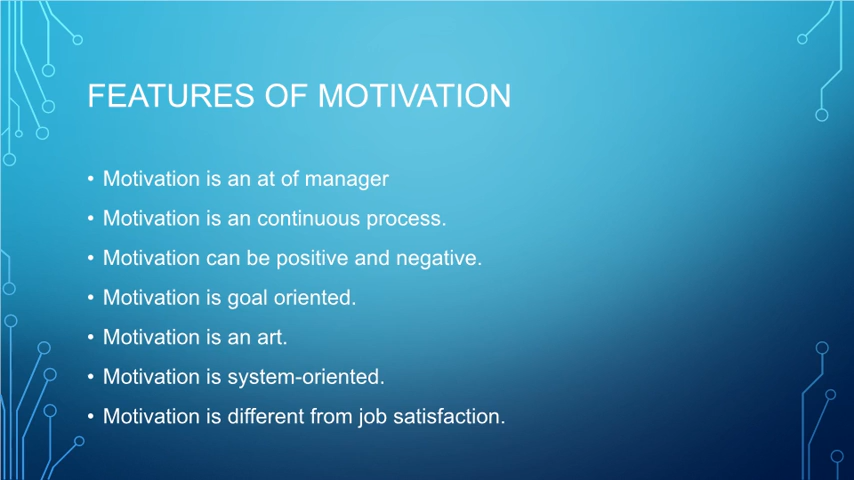 FEATURES OF MOTIVATION
• Motivation is an at of manager
• Motivation is an continuous process.
• Motivation can be positive and negative.
• Motivation is goal oriented.
• Motivation is an art.
• Motivation is system-oriented.
• Motivation is different from job satisfaction.